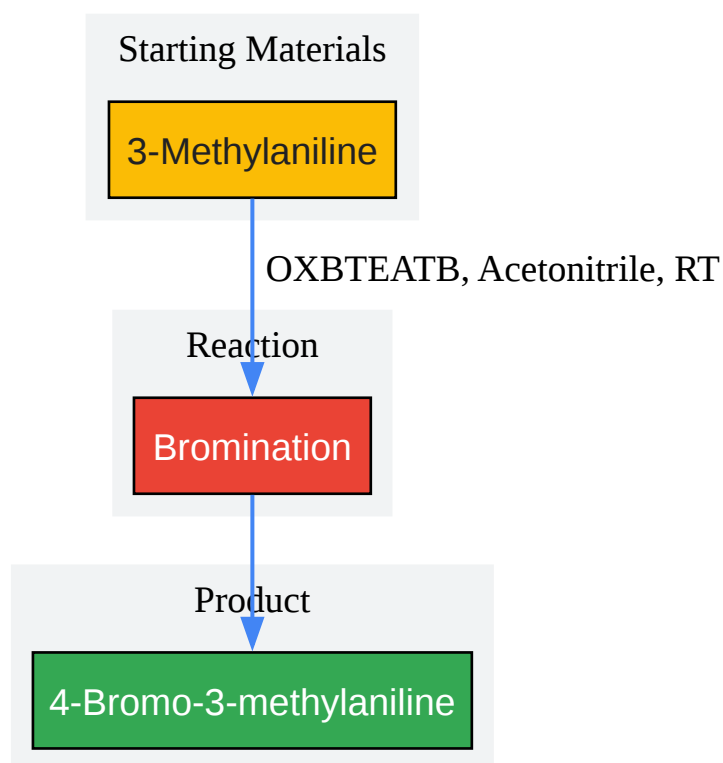 Starting Materials
3-Methylaniline
OXBTEATB, Acetonitrile, RT
Reaction
Bromination
Product
4-Bromo-3-methylaniline